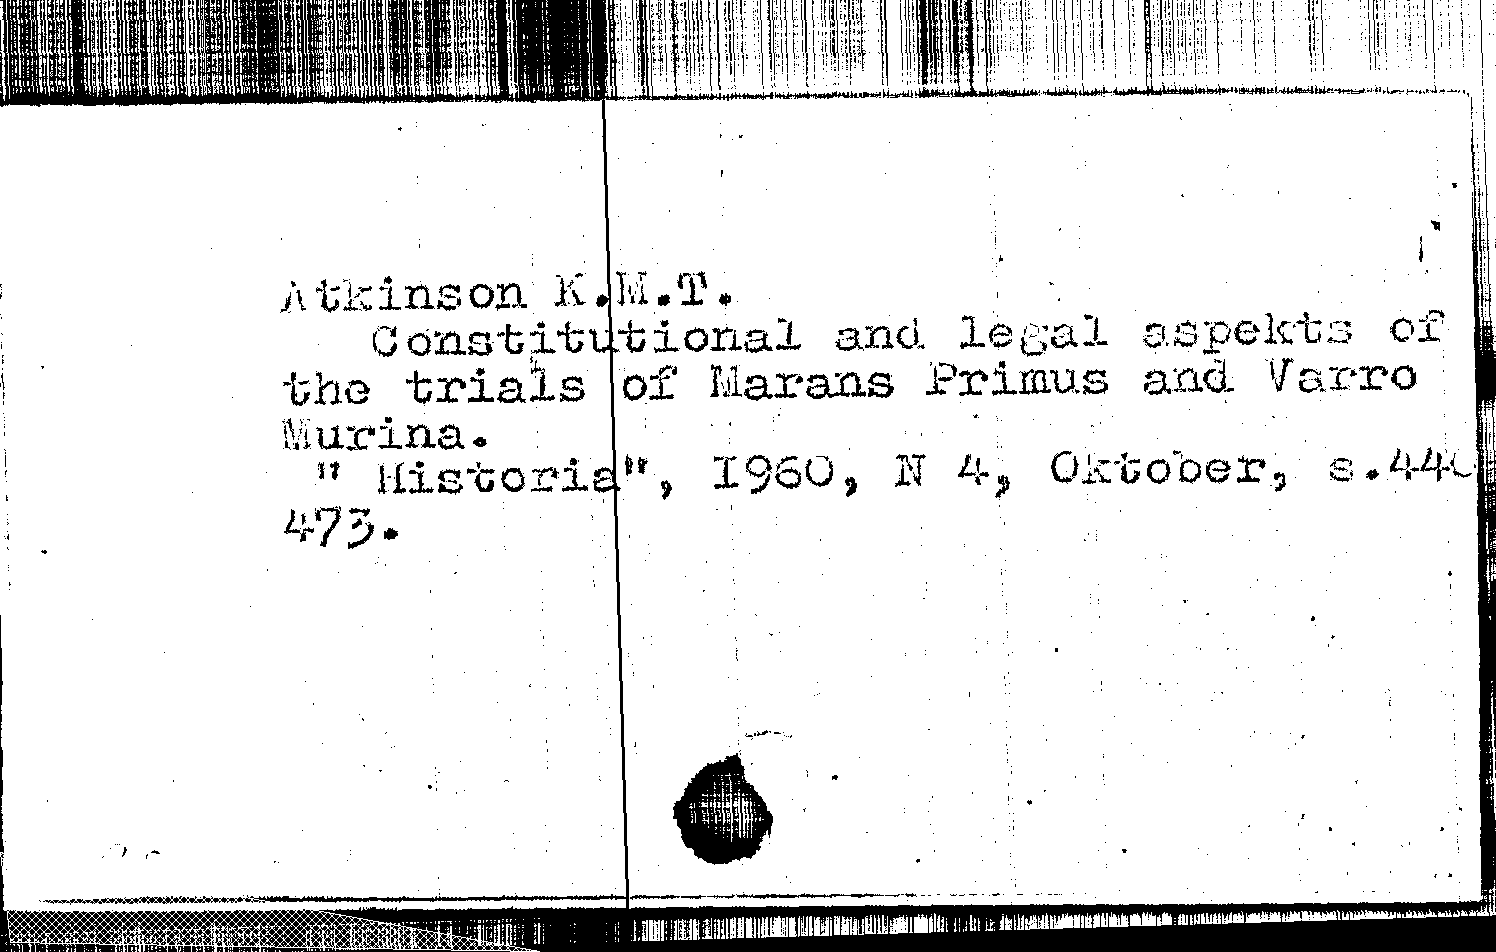 Atkinson K.M.T.
Constitutional and legal aspekts of
the trials of Marans Primus and Varro
Murina.
" Historia", I960, N 4, Oktober, s.440
473.